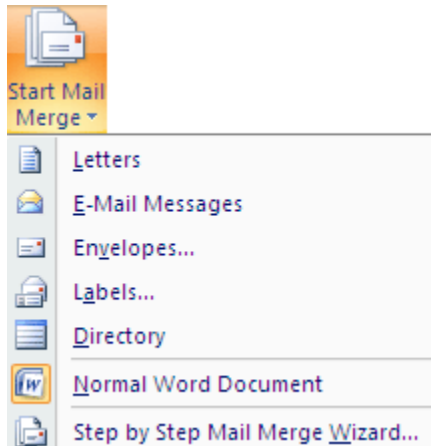 Start Mail
Merge
Letters
E-Mail Messages
Envelopes...
Labels...
Directory
Normal Word Document
Step by Step Mail Merge Wizard...